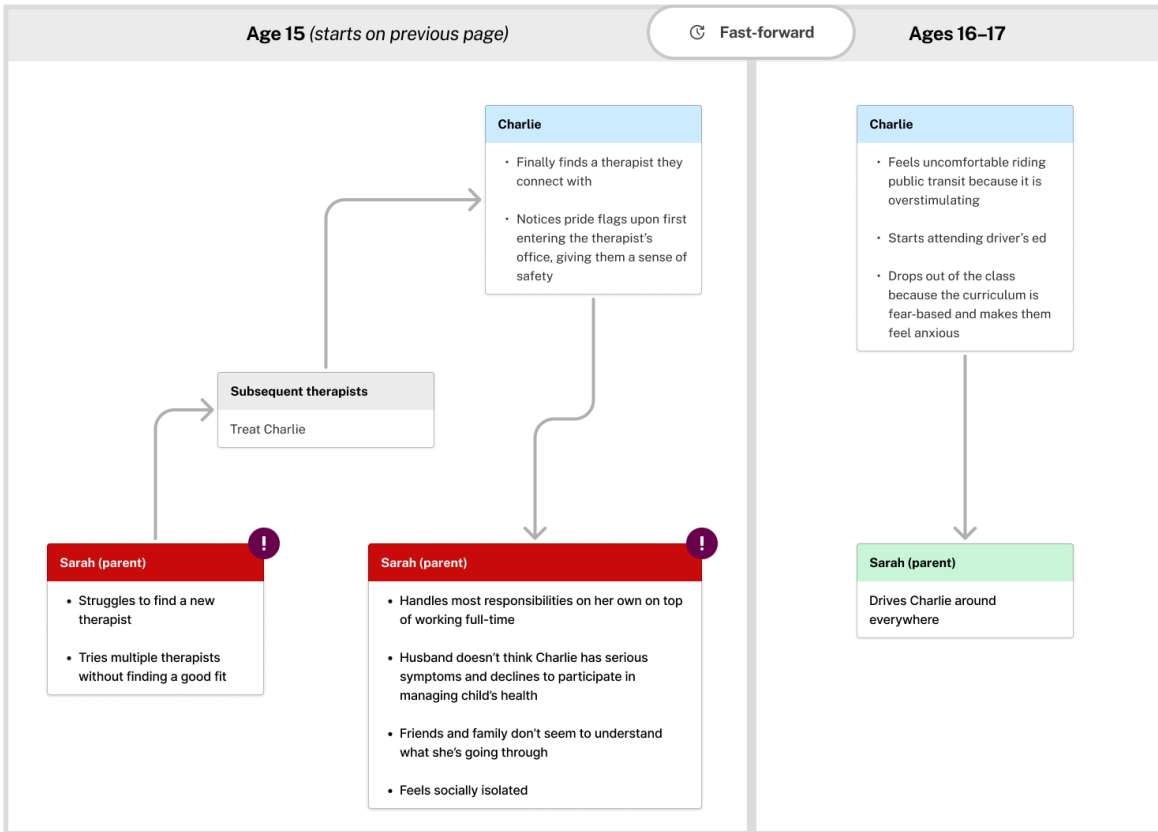 Age 15 (starts on previous page)
Fast-forward
Ages 16–17
Sarah (parent)
!
• Struggles to find a new
therapist
• Tries multiple therapists
without finding a good fit
Subsequent therapists
Treat Charlie
Charlie
• Finally finds a therapist they
connect with
• Notices pride flags upon first
entering the therapist’s
office, giving them a sense of
safety
Sarah (parent)
!
• Handles most responsibilities on her own on top
of working full-time
• Husband doesn’t think Charlie has serious
symptoms and declines to participate in
managing child’s health
• Friends and family don’t seem to understand
what she’s going through
• Feels socially isolated
Charlie
• Feels uncomfortable riding
public transit because it is
overstimulating
• Starts attending driver’s ed
• Drops out of the class
because the curriculum is
fear-based and makes them
feel anxious
Sarah (parent)
Drives Charlie around
everywhere